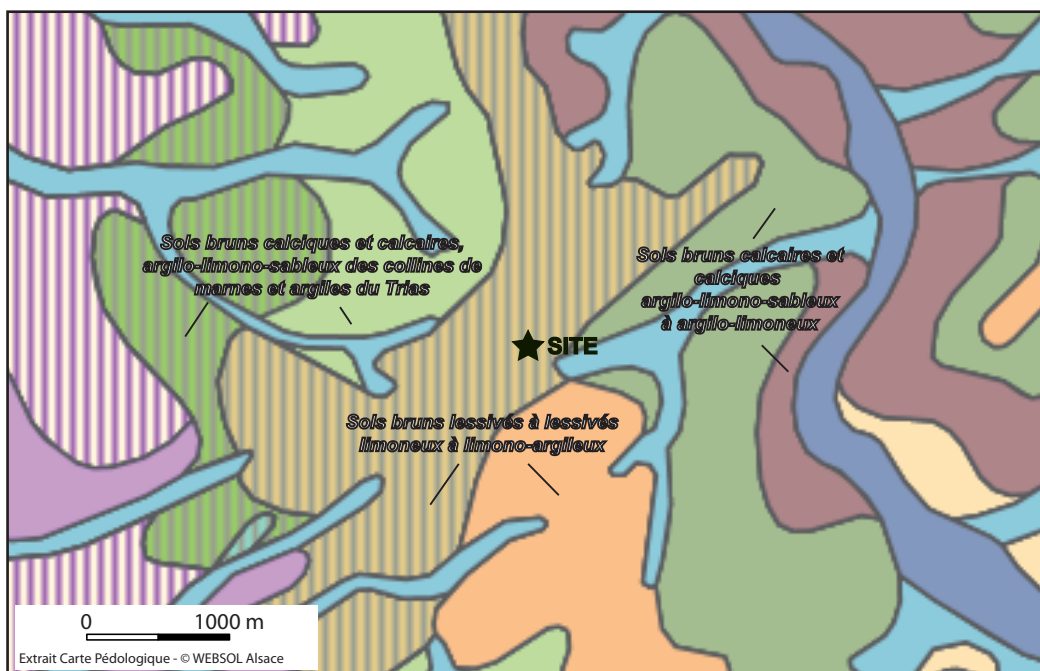 Sols bruns calciques et calcaires,
argilo-limono-sableux des collines de
marnes et argiles du Trias
Sols bruns calcaires et
calciques
argilo-limono-sableux
à argilo-limoneux
SITE
Sols bruns lessivés à lessivés
limoneux à limono-argileux
0 1000 m
Extrait Carte Pédologique - © WEBSOL Alsace